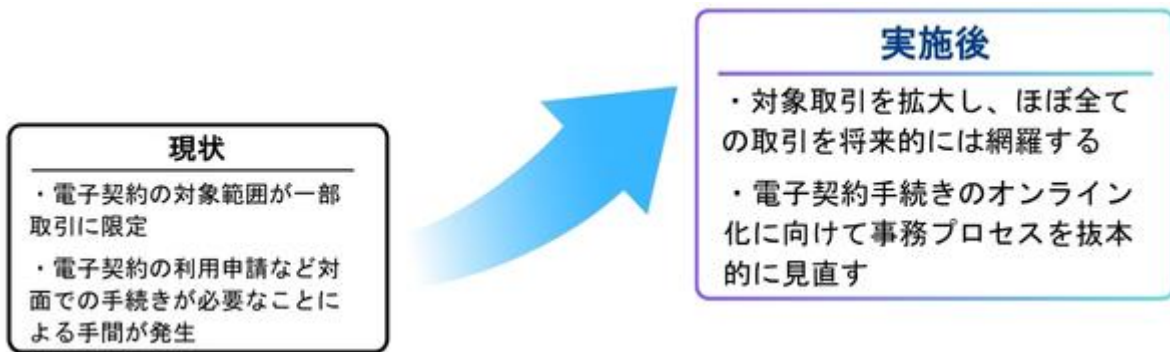 現状
・電子契約の対象範囲が一部
取引に限定
・電子契約の利用申請など対
面での手続きが必要なことに
よる手間が発生
実施後
・対象取引を拡大し、ほぼ全て
の取引を将来的には網羅する
・電子契約手続きのオンライン
化に向けて事務プロセスを抜本
的に見直す